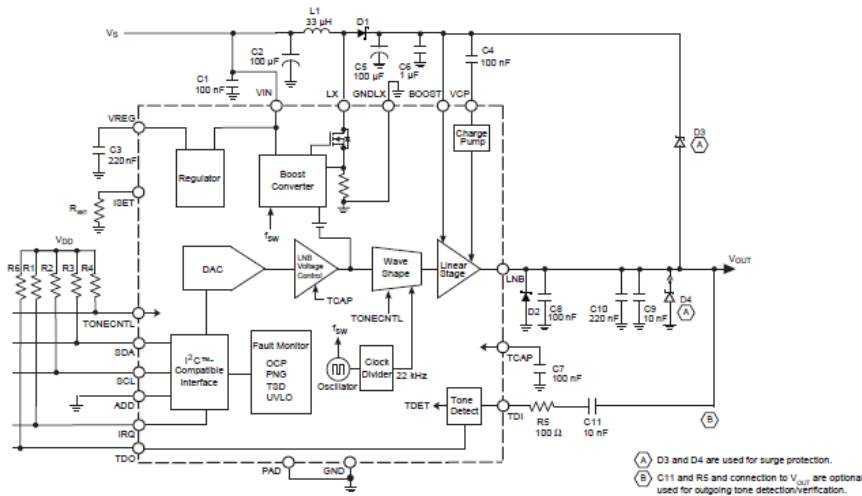 L1
33 µH
D1
VS
C2
100 µF
C5
100 µF
C6
1 µF
C4
100 nF
C1
100 nF
VIN
LX
GNDLX
BOOST
VCP
VREG
C3
220 nF
Regulator
Boost
Converter
Charge
Pump
D3
A
ISET
RSET
fsw
VDD
R6
R1
R2
R3
R4
DAC
LNB
Voltage
Control
Wave
Shape
Linear
Stage
VOUT
LNB
TCAP
TONECNTL
D2
C8
100nF
C10
220 nF
C9
10 nF
D4
A
TONECNTL
SDA
SCL
ADD
IRQ
TDO
I2C™-
Compatible
Interface
Fault Monitor
OCP
PNG
TSD
UVLO
fsw
Oscillator
Clock
Divider
22 kHz
TCAP
C7
100 nF
TDET
Tone
Detect
TDI
R5
100 Ω
C11
10 nF
B
PAD
GND
A D3 and D4 are used for surge protection.
B C11 and R5 and connection to VOUT are optional
used for outgoing tone detection/verification.